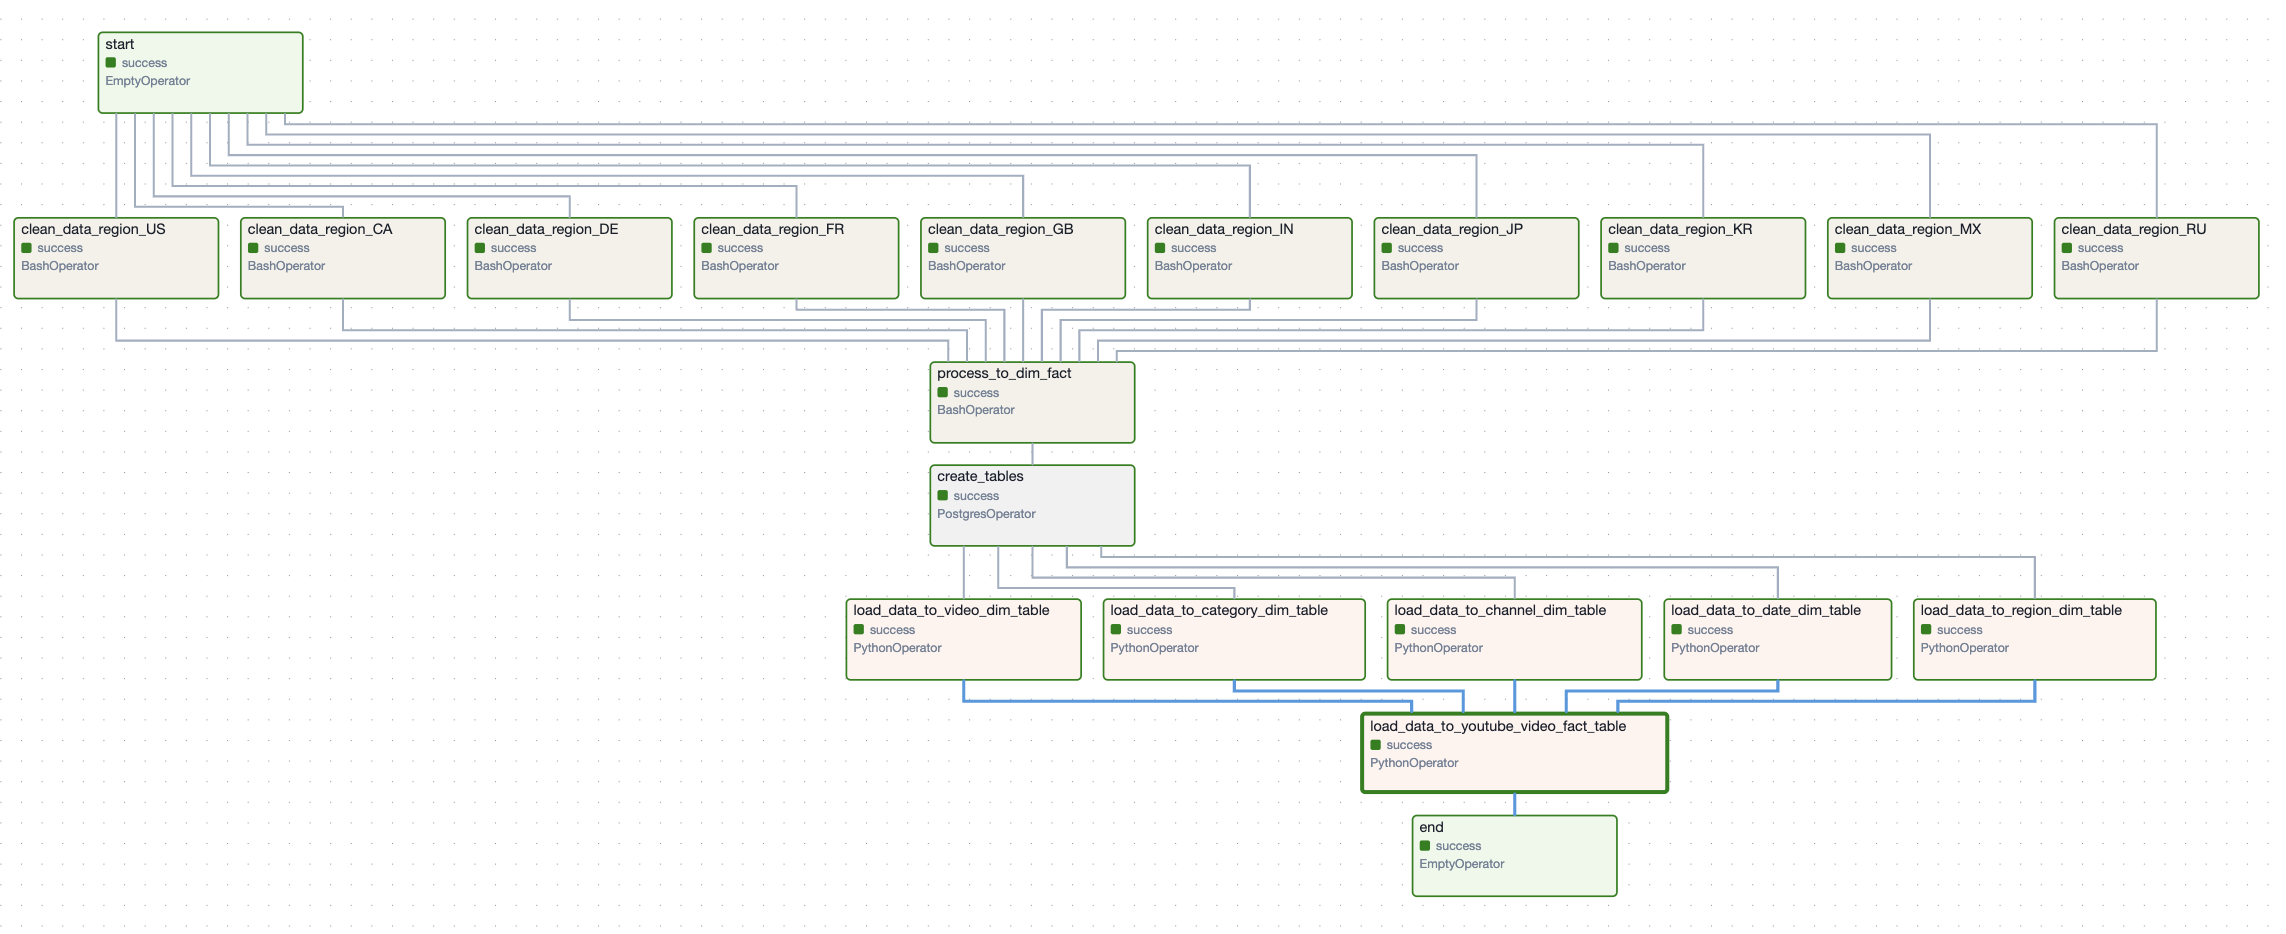 start
success
EmptyOperator
clean_data_region_US
success
BashOperator
clean_data_region_CA
success
BashOperator
clean_data_region_DE
success
BashOperator
clean_data_region_FR
success
BashOperator
clean_data_region_GB
success
BashOperator
clean_data_region_IN
success
BashOperator
clean_data_region_JP
success
BashOperator
clean_data_region_KR
success
BashOperator
clean_data_region_MX
success
BashOperator
clean_data_region_RU
success
BashOperator
process_to_dim_fact
success
BashOperator
create_tables
success
PostgresOperator
load_data_to_video_dim_table
success
PythonOperator
load_data_to_category_dim_table
success
PythonOperator
load_data_to_channel_dim_table
success
PythonOperator
load_data_to_date_dim_table
success
PythonOperator
load_data_to_region_dim_table
success
PythonOperator
load_data_to_youtube_video_fact_table
success
PythonOperator
end
success
EmptyOperator